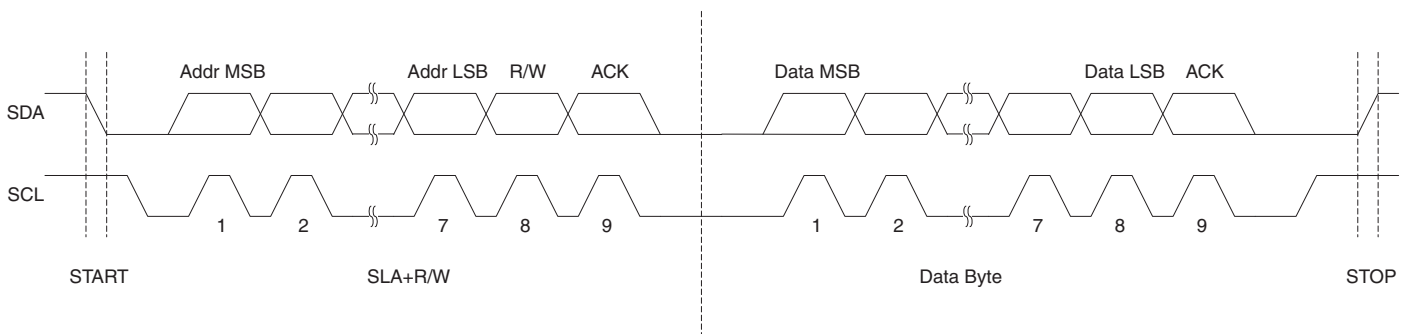 Addr MSB Addr LSB R/W ACK Data MSB Data LSB ACK
SDA
SCL
1 2 7 8 9 1 2 7 8 9
START SLA+R/W Data Byte STOP